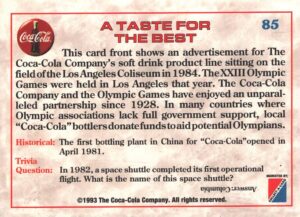 Coca-Cola
A TASTE FOR
THE BEST
85
This card front shows an advertisement for The
Coca-Cola Company's soft drink product line sitting on the
field of the Los Angeles Coliseum in 1984. The XXIII Olympic
Games were held in Los Angeles that year. The Coca-Cola
Company and the Olympic Games have enjoyed an unparal-
leled partnership since 1928. In many countries where
Olympic associations lack full government support, local
"Coca-Cola" bottlers donate funds to aid potential Olympians.
Historical: The first bottling plant in China for "Coke" opened in
April 1981.
Trivia
Question: In 1982, a space shuttle completed its first operational
flight. What is the name of this space shuttle?
Answer: Columbia
©1993 The Coca-Cola Company. All rights reserved.